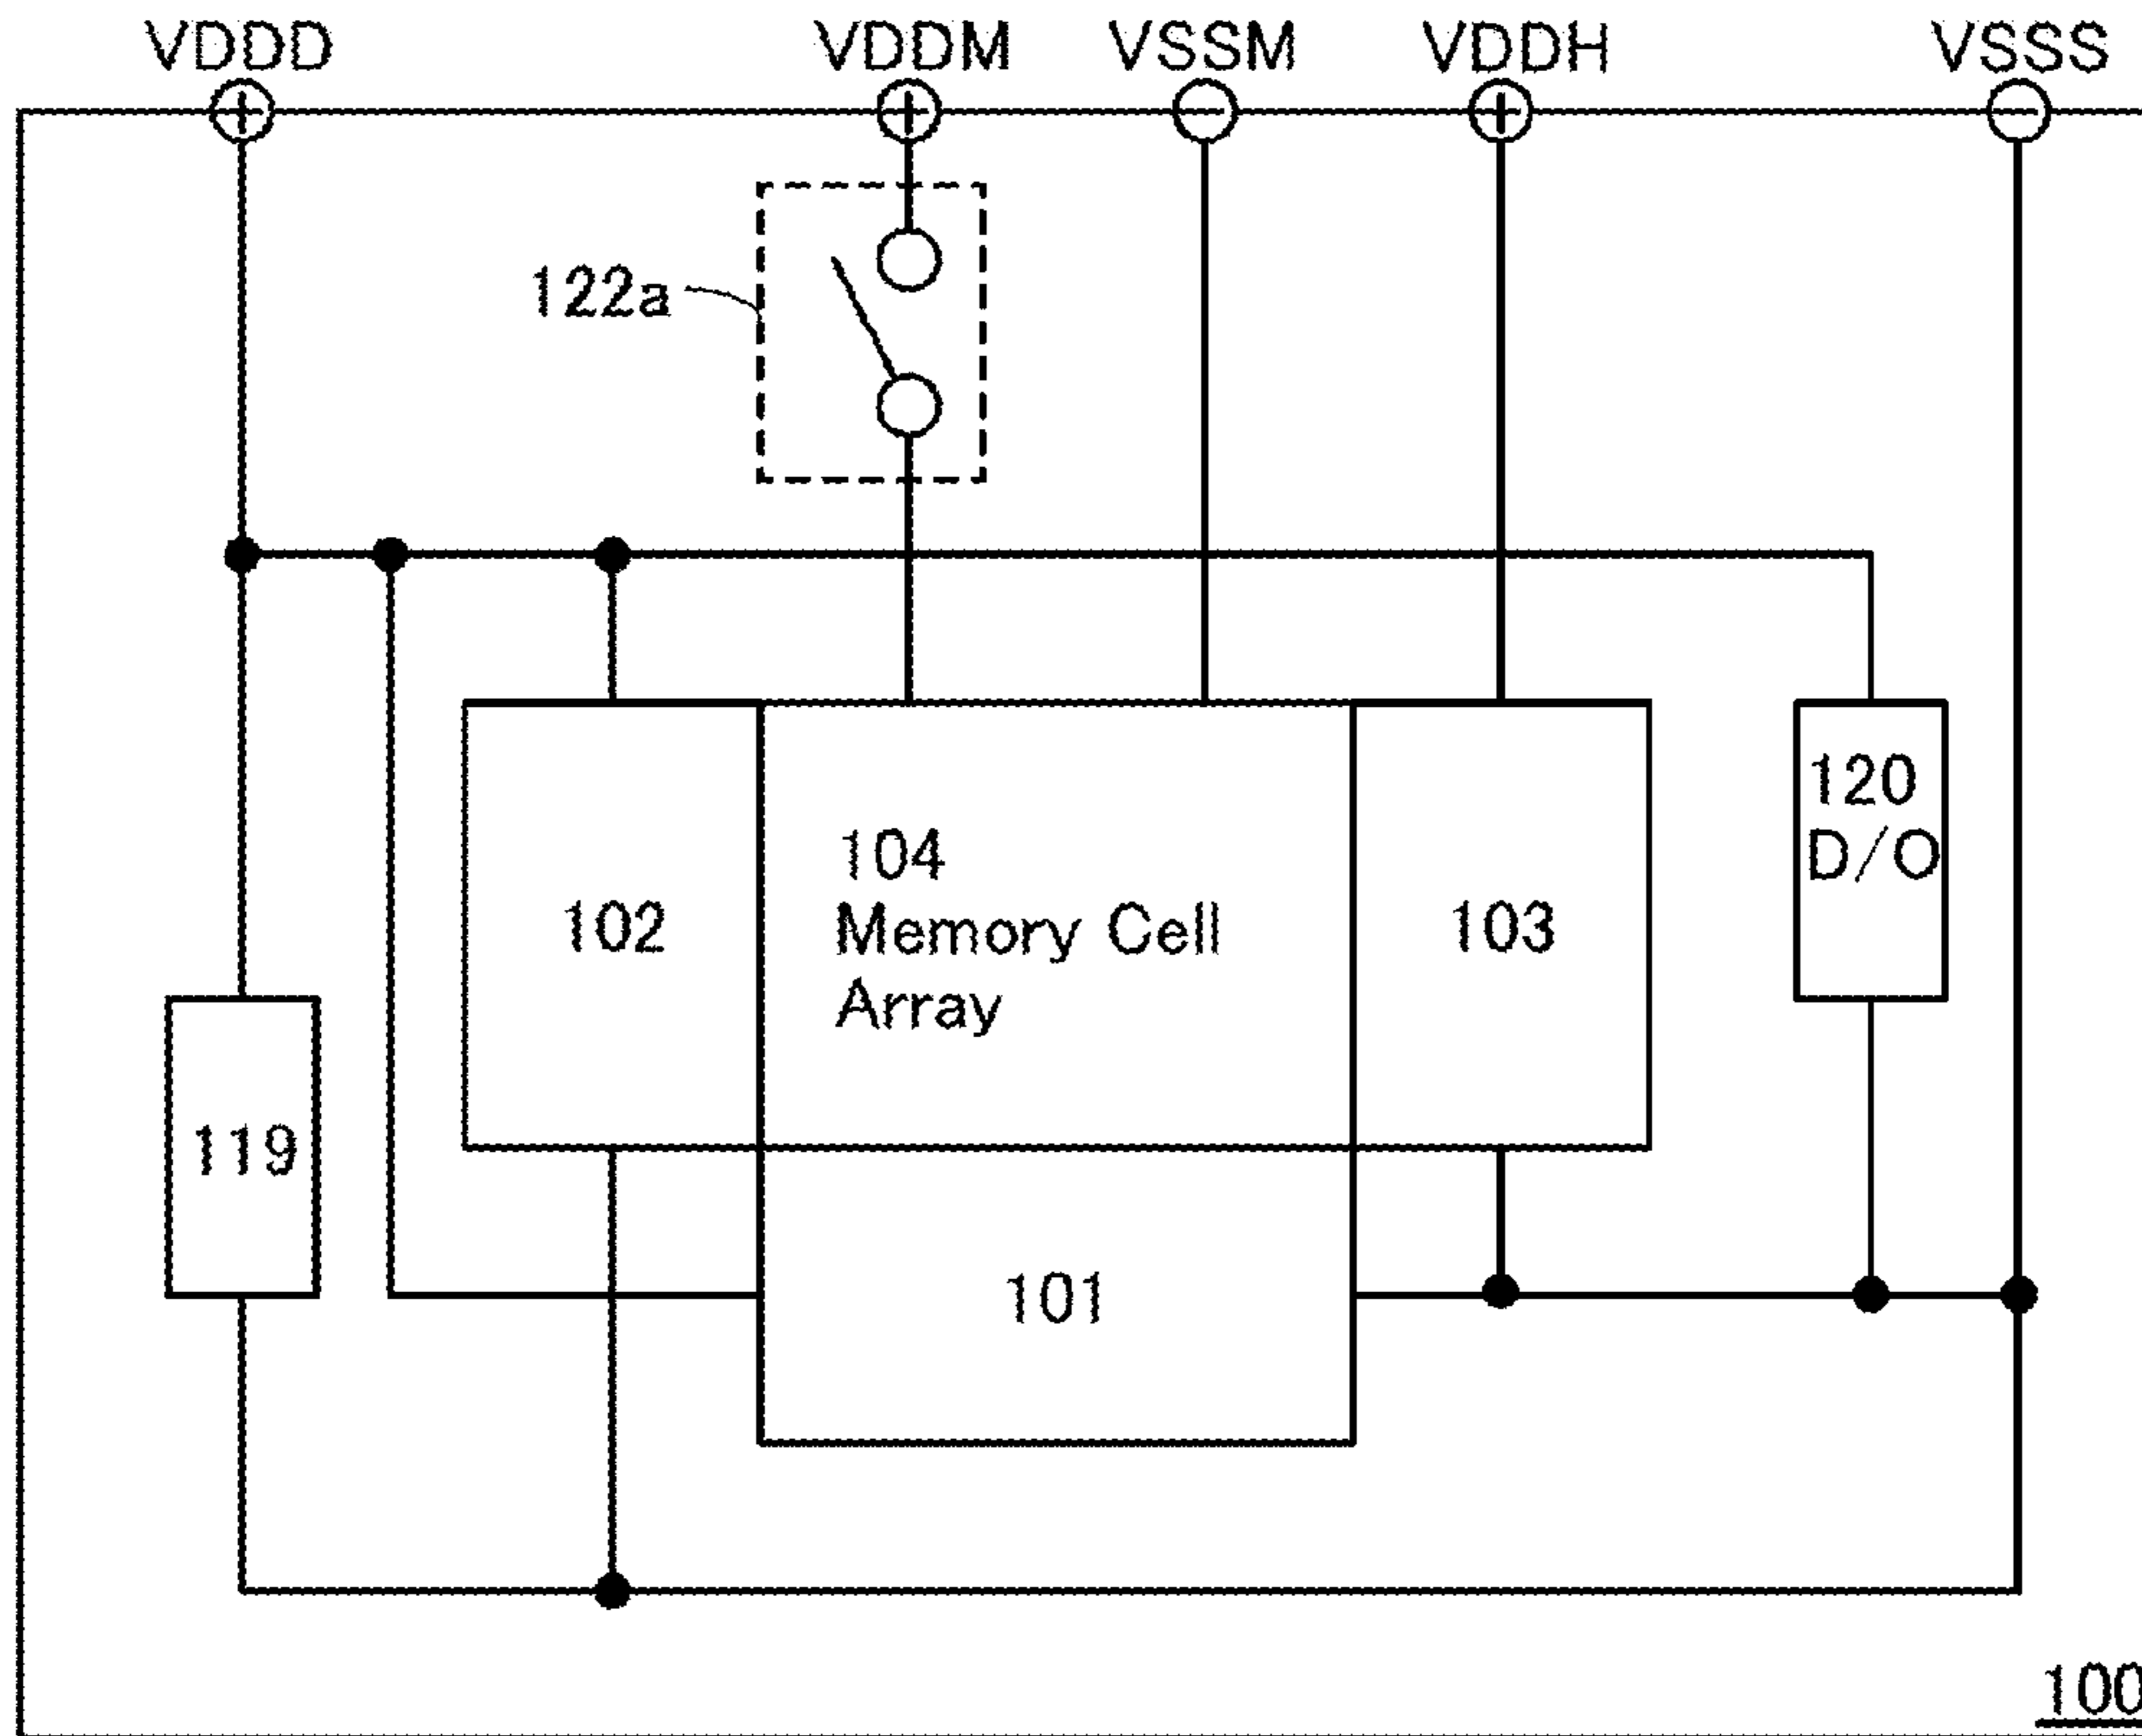 VDDD VDDM VSSM VDDH VSSS
122a
120
D/O
104
Memory Cell
Array
102
103
119
101
100